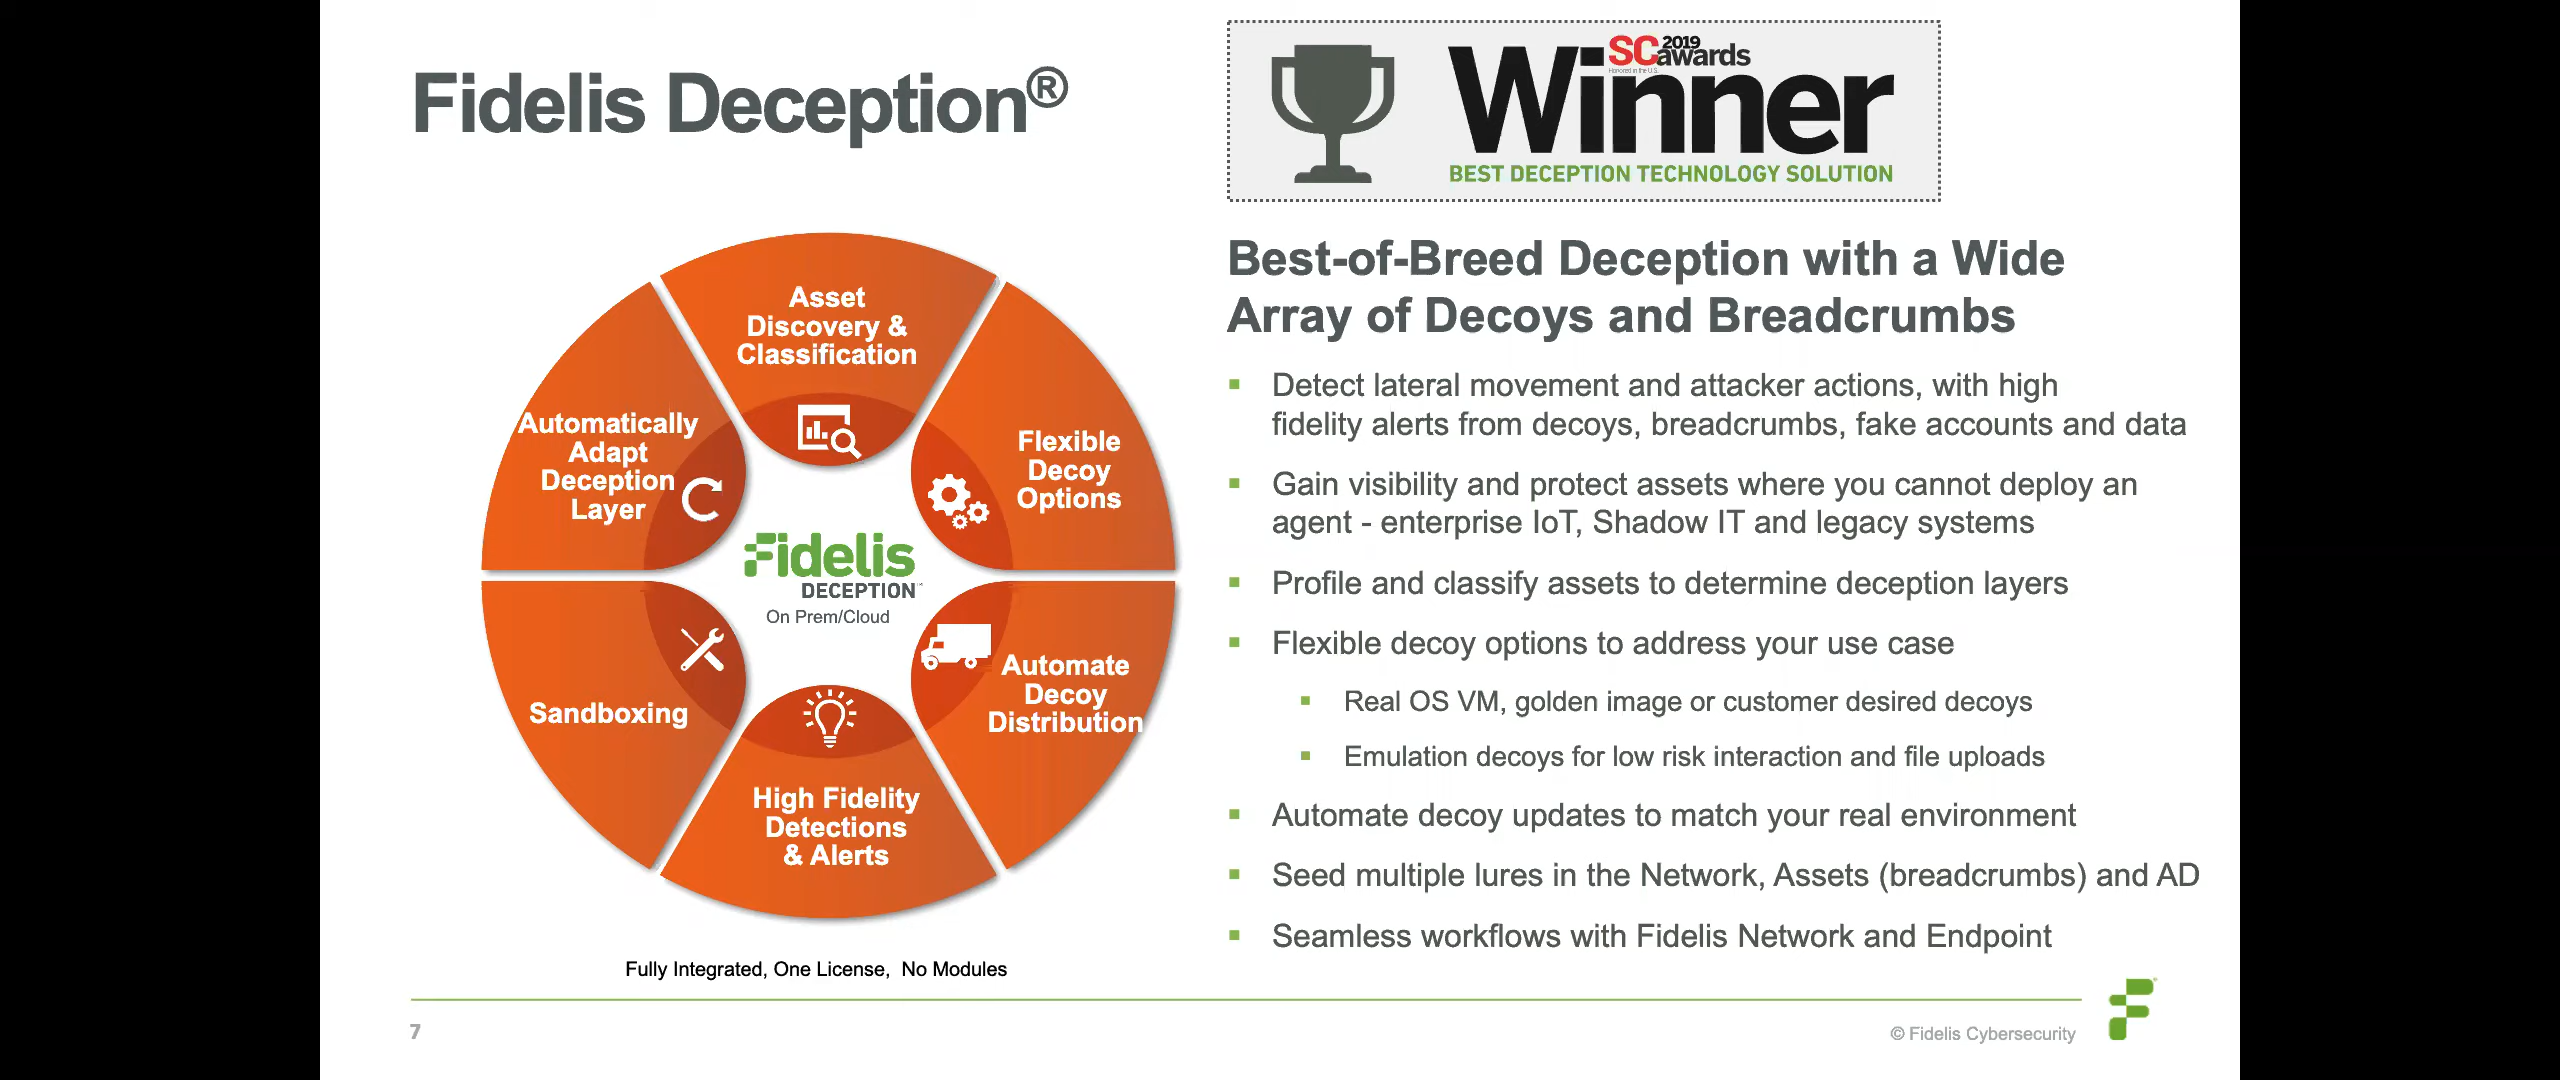 Fidelis Deception®
SC 2019 awards
Honored in the U.S.
Winner
BEST DECEPTION TECHNOLOGY SOLUTION
Asset
Discovery &
Classification
Flexible
Decoy
Options
Automate
Decoy
Distribution
High Fidelity
Detections
& Alerts
Sandboxing
Automatically
Adapt
Deception
Layer
Fidelis
DECEPTION™
On Prem/Cloud
Fully Integrated, One License, No Modules
Best-of-Breed Deception with a Wide
Array of Decoys and Breadcrumbs
▪ Detect lateral movement and attacker actions, with high
fidelity alerts from decoys, breadcrumbs, fake accounts and data
▪ Gain visibility and protect assets where you cannot deploy an
agent - enterprise IoT, Shadow IT and legacy systems
▪ Profile and classify assets to determine deception layers
▪ Flexible decoy options to address your use case
▪ Real OS VM, golden image or customer desired decoys
▪ Emulation decoys for low risk interaction and file uploads
▪ Automate decoy updates to match your real environment
▪ Seed multiple lures in the Network, Assets (breadcrumbs) and AD
▪ Seamless workflows with Fidelis Network and Endpoint
7
© Fidelis Cybersecurity